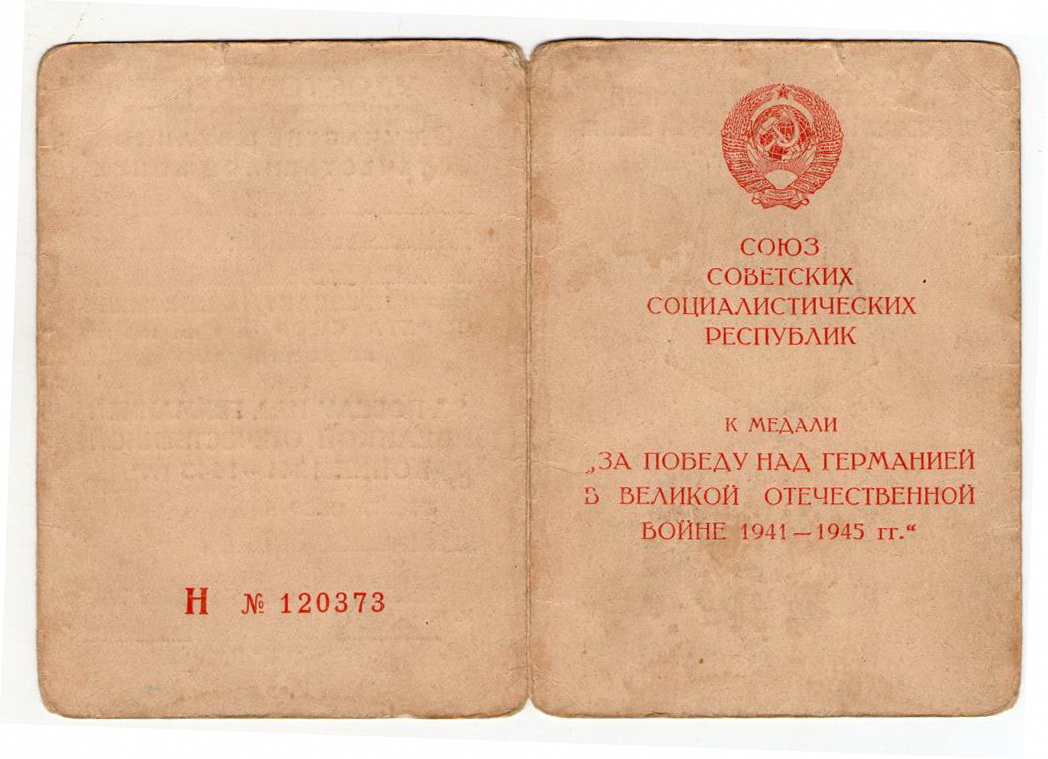 Н № 120373
СОЮЗ
СОВЕТСКИХ
СОЦИАЛИСТИЧЕСКИХ
РЕСПУБЛИК
К МЕДАЛИ
„ЗА ПОБЕДУ НАД ГЕРМАНИЕЙ
В ВЕЛИКОЙ ОТЕЧЕСТВЕННОЙ
ВОЙНЕ 1941—1945 гг.“